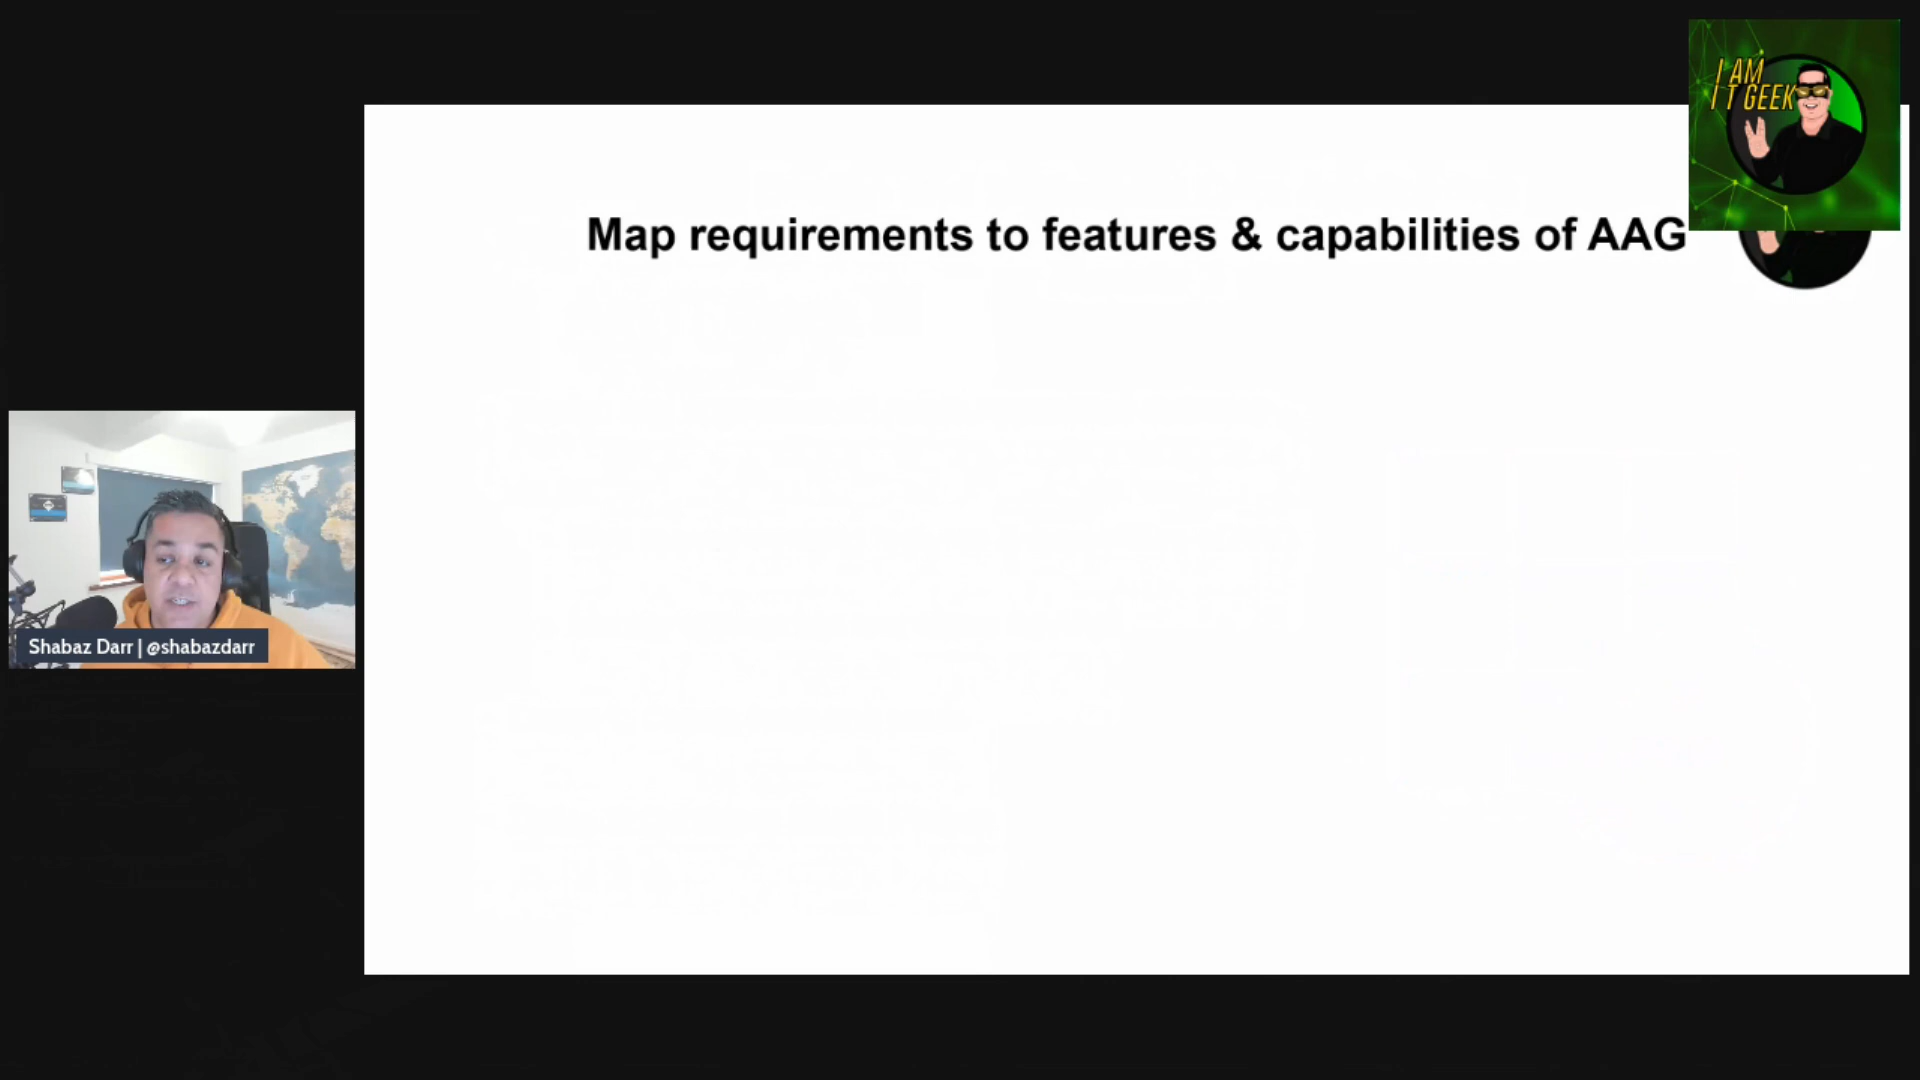 I AM
I T GEEK
Map requirements to features & capabilities of AAG
Shabaz Darr | @shabazdarr